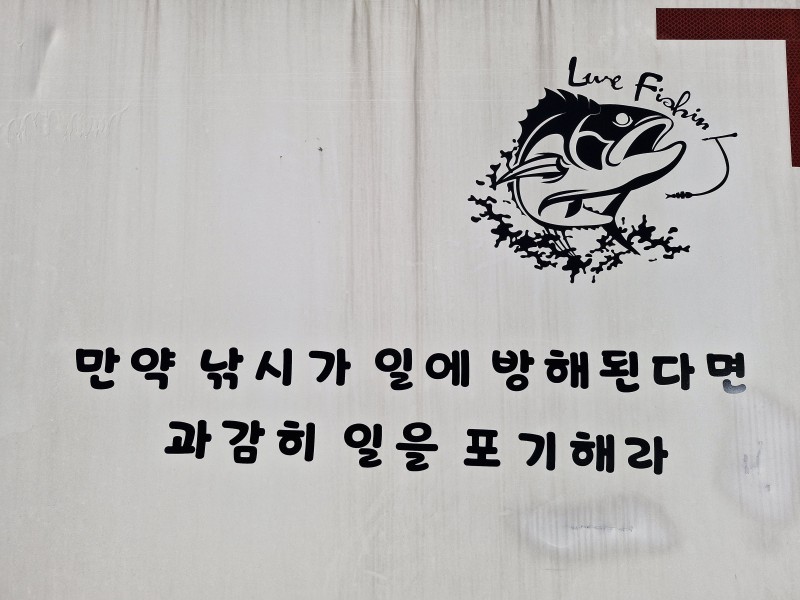 Luve Fishin
만약 낚시가 일에 방해된다면
과감히 일을 포기해라